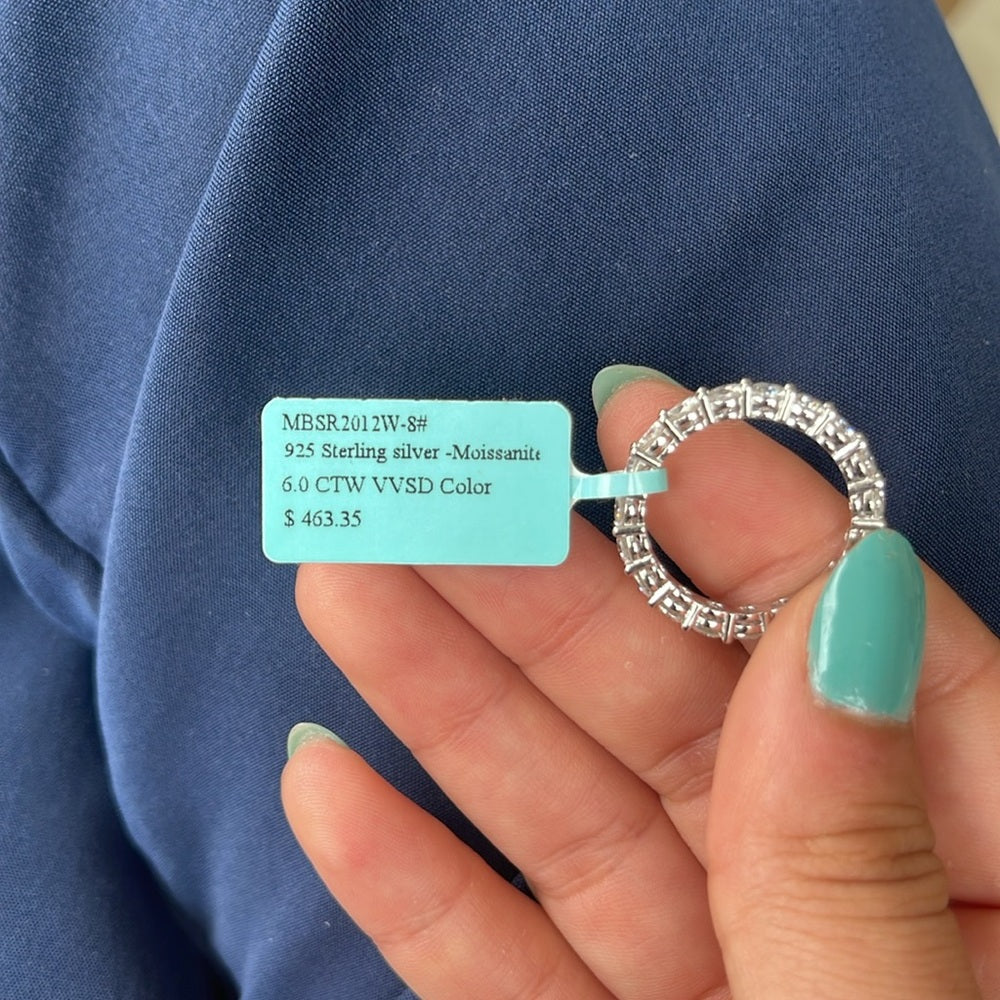 MBSR2012W-8#
925 Sterling silver -Moissanite
6.0 CTW VVSD Color
$ 463.35